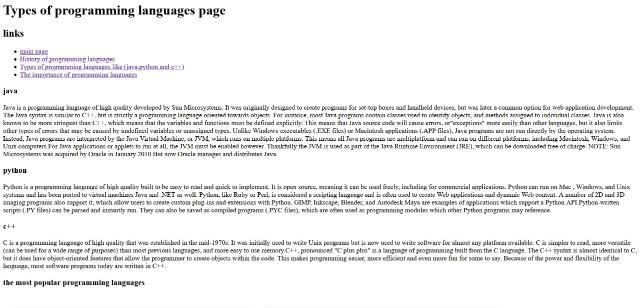 Types of programming languages page
links
main page
History of programming languages
Types of programming languages like (java,python and c++)
The importance of programming languages
java
Java is a programming language of high quality developed by Sun Microsystems. It was originally designed to create programs for set-top boxes and handheld devices, but was later a common option for web application development.
The Java syntax is similar to C++, but is strictly a programming language oriented towards objects. For instance, most Java programs contain classes used to identify objects, and methods assigned to individual classes. Java is also
known to be more stringent than C++, which means that the variables and functions must be defined explicitly. This means that Java source code will cause errors, or"exceptions" more easily than other languages, but it also limits
other types of errors that may be caused by undefined variables or unassigned types. Unlike Windows executables (.EXE files) or Macintosh applications (.APP files), Java programs are not run directly by the operating system.
Instead, Java programs are interpreted by the Java Virtual Machine, or JVM, which runs on multiple platforms. This means all Java programs are multiplatform and can run on different platforms, including Macintosh, Windows, and
Unix computers.For Java applications or applets to run at all, the JVM must be enabled however. Thankfully the JVM is used as part of the Java Runtime Environment (JRE), which can be downloaded free of charge. NOTE: Sun
Microsystems was acquired by Oracle in January 2010 But now Oracle manages and distributes Java.
python
Python is a programming language of high quality built to be easy to read and quick to implement. It is open source, meaning it can be used freely, including for commercial applications. Python can run on Mac , Windows, and Unix
systems and has been ported to virtual machines Java and .NET as well. Python, like Ruby or Perl, is considered a scripting language and is often used to create Web applications and dynamic Web content. A number of 2D and 3D
imaging programs also support it, which allow users to create custom plug-ins and extensions with Python. GIMP, Inkscape, Blender, and Autodesk Maya are examples of applications which support a Python API.Python-written
scripts (.PY files) can be parsed and instantly run. They can also be saved as compiled programs (.PYC files), which are often used as programming modules which other Python programs may reference.
c++
C is a programming language of high quality that was established in the mid-1970s. It was initially used to write Unix programs but is now used to write software for almost any platform available. C is simpler to read, more versatile
(can be used for a wide range of purposes) than most previous languages, and more easy to use memory.C++, pronounced "C plus plus" is a language of programming built from the C language. The C++ syntax is almost identical to C,
but it does have object-oriented features that allow the programmer to create objects within the code. This makes programming easier, more efficient and even more fun for some to say. Because of the power and flexibility of the
language, most software programs today are written in C++.
the most popular programming languages